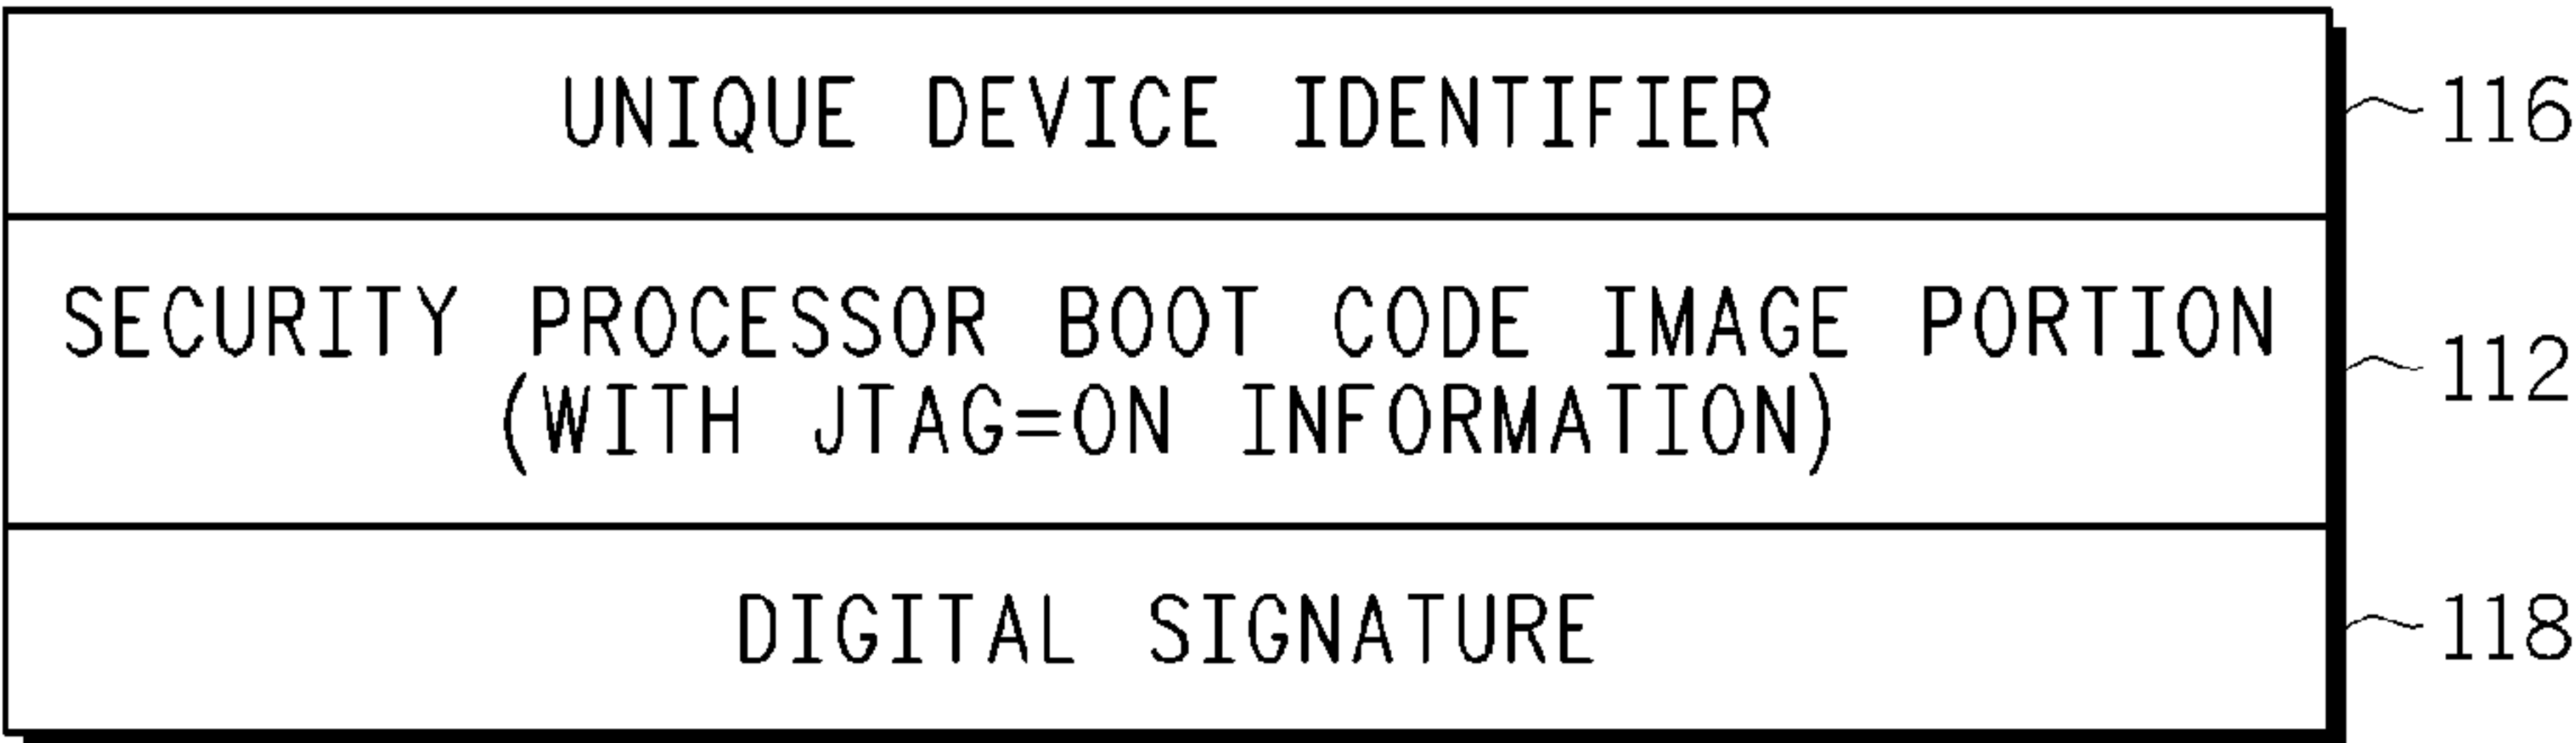 UNIQUE DEVICE IDENTIFIER 116
SECURITY PROCESSOR BOOT CODE IMAGE PORTION
(WITH JTAG=ON INFORMATION) 112
DIGITAL SIGNATURE 118